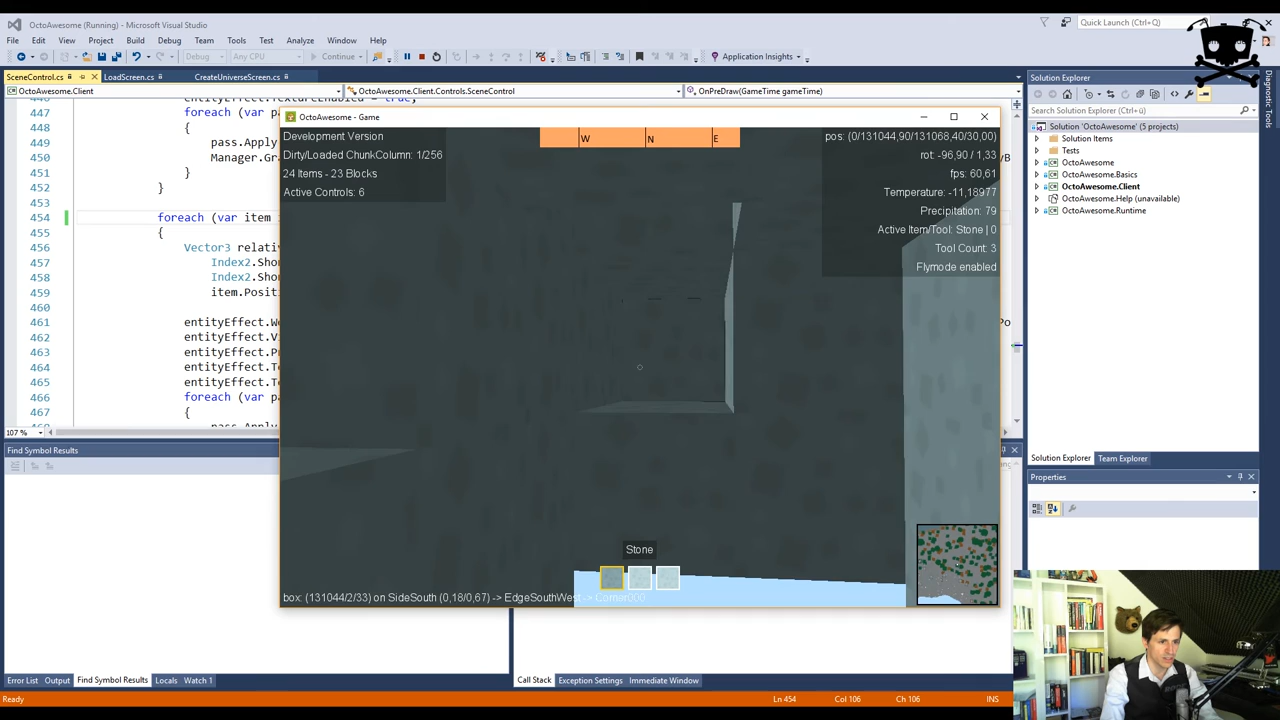 OctoAwesome (Running) - Microsoft Visual Studio
Quick Launch (Ctrl+Q)
File Edit View Project Build Debug Team Tools Test Analyze Window Help
Debug Any CPU Continue Application Insights
SceneControl.cs LoadScreen.cs CreateUniverseScreen.cs
OctoAwesome.Client OctoAwesome.Client.Controls.SceneControl OnPreDraw(GameTime gameTime)
447 foreach (var pa
448 {
449 pass.Apply
450 Manager.Gr
451 }
452 }
453
454 foreach (var item
455 {
456 Vector3 relati
457 Index2.Sho
458 Index2.Sho
459 item.Posit
460
461 entityEffect.W
462 entityEffect.V
463 entityEffect.P
464 entityEffect.T
465 entityEffect.T
466 foreach (var pa
467 {
107 %
OctoAwesome - Game
Development Version
Dirty/Loaded ChunkColumn: 1/256
24 Items - 23 Blocks
Active Controls: 6
W N E
pos: (0/131044,90/131068,40/30,00)
rot: -96,90 / 1,33
fps: 60,61
Temperature: -11,18977
Precipitation: 79
Active Item/Tool: Stone | 0
Tool Count: 3
Flymode enabled
Stone
box: (131044/2/33) on SideSouth (0,18/0,67) -> EdgeSouthWest -> Corner000
Solution Explorer
Search Solution Explorer (Ctrl+ü)
Solution 'OctoAwesome' (5 projects)
Solution Items
Tests
OctoAwesome
OctoAwesome.Basics
OctoAwesome.Client
OctoAwesome.Help (unavailable)
OctoAwesome.Runtime
Solution Explorer Team Explorer
Properties
Diagnostic Tools
Find Symbol Results
Error List Output Find Symbol Results Locals Watch 1
Call Stack Exception Settings Immediate Window
Ready Ln 454 Col 106 Ch 106 INS